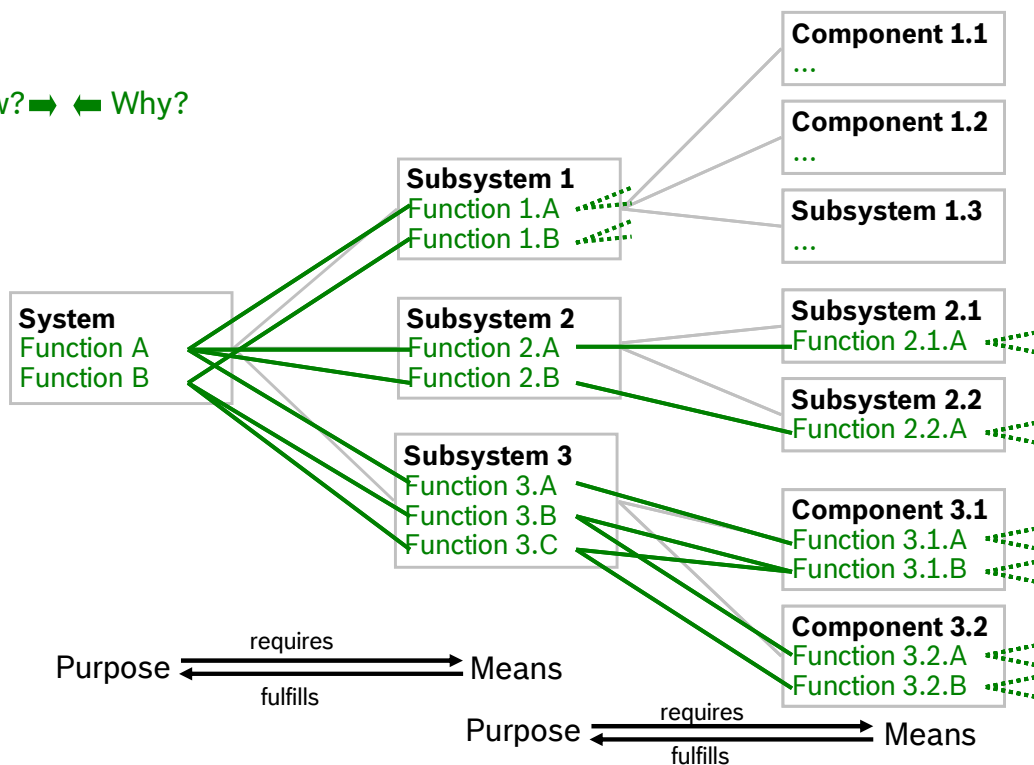 Why?
System
Function A
Function B
Subsystem 1
Function 1.A
Function 1.B
Subsystem 2
Function 2.A
Function 2.B
Subsystem 3
Function 3.A
Function 3.B
Function 3.C
Component 1.1
...
Component 1.2
...
Subsystem 1.3
...
Subsystem 2.1
Function 2.1.A
Subsystem 2.2
Function 2.2.A
Component 3.1
Function 3.1.A
Function 3.1.B
Component 3.2
Function 3.2.A
Function 3.2.B
Purpose
requires
fulfills
Means
Purpose
requires
fulfills
Means